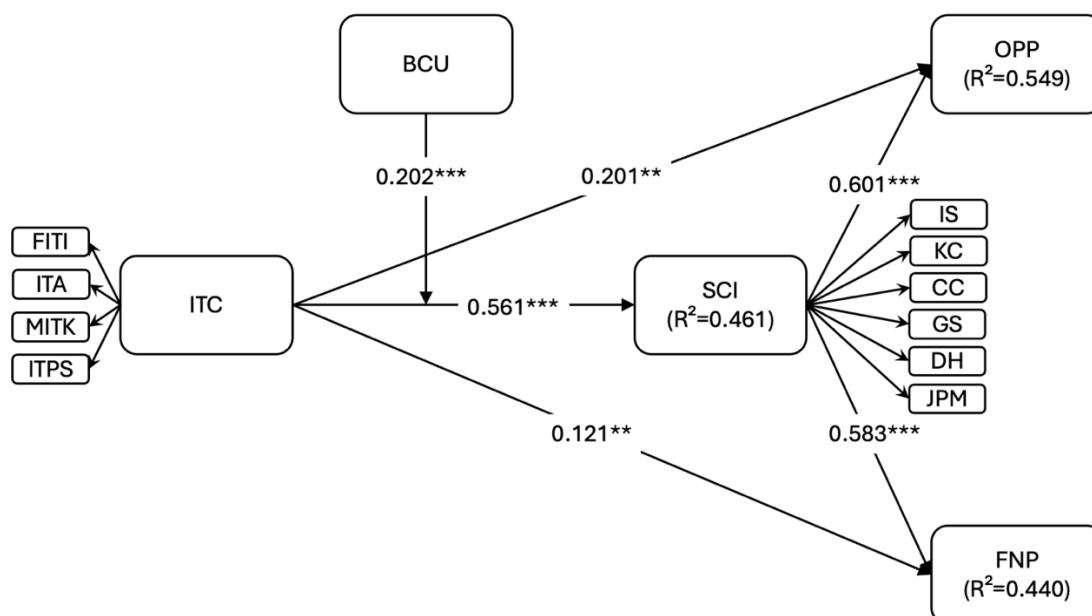 BCU
OPP
(R²=0.549)
0.202***
0.201**
0.601***
FITI
ITA
MITK
ITPS
ITC
0.561***
SCI
(R²=0.461)
IS
KC
CC
GS
DH
JPM
0.121**
0.583***
FNP
(R²=0.440)